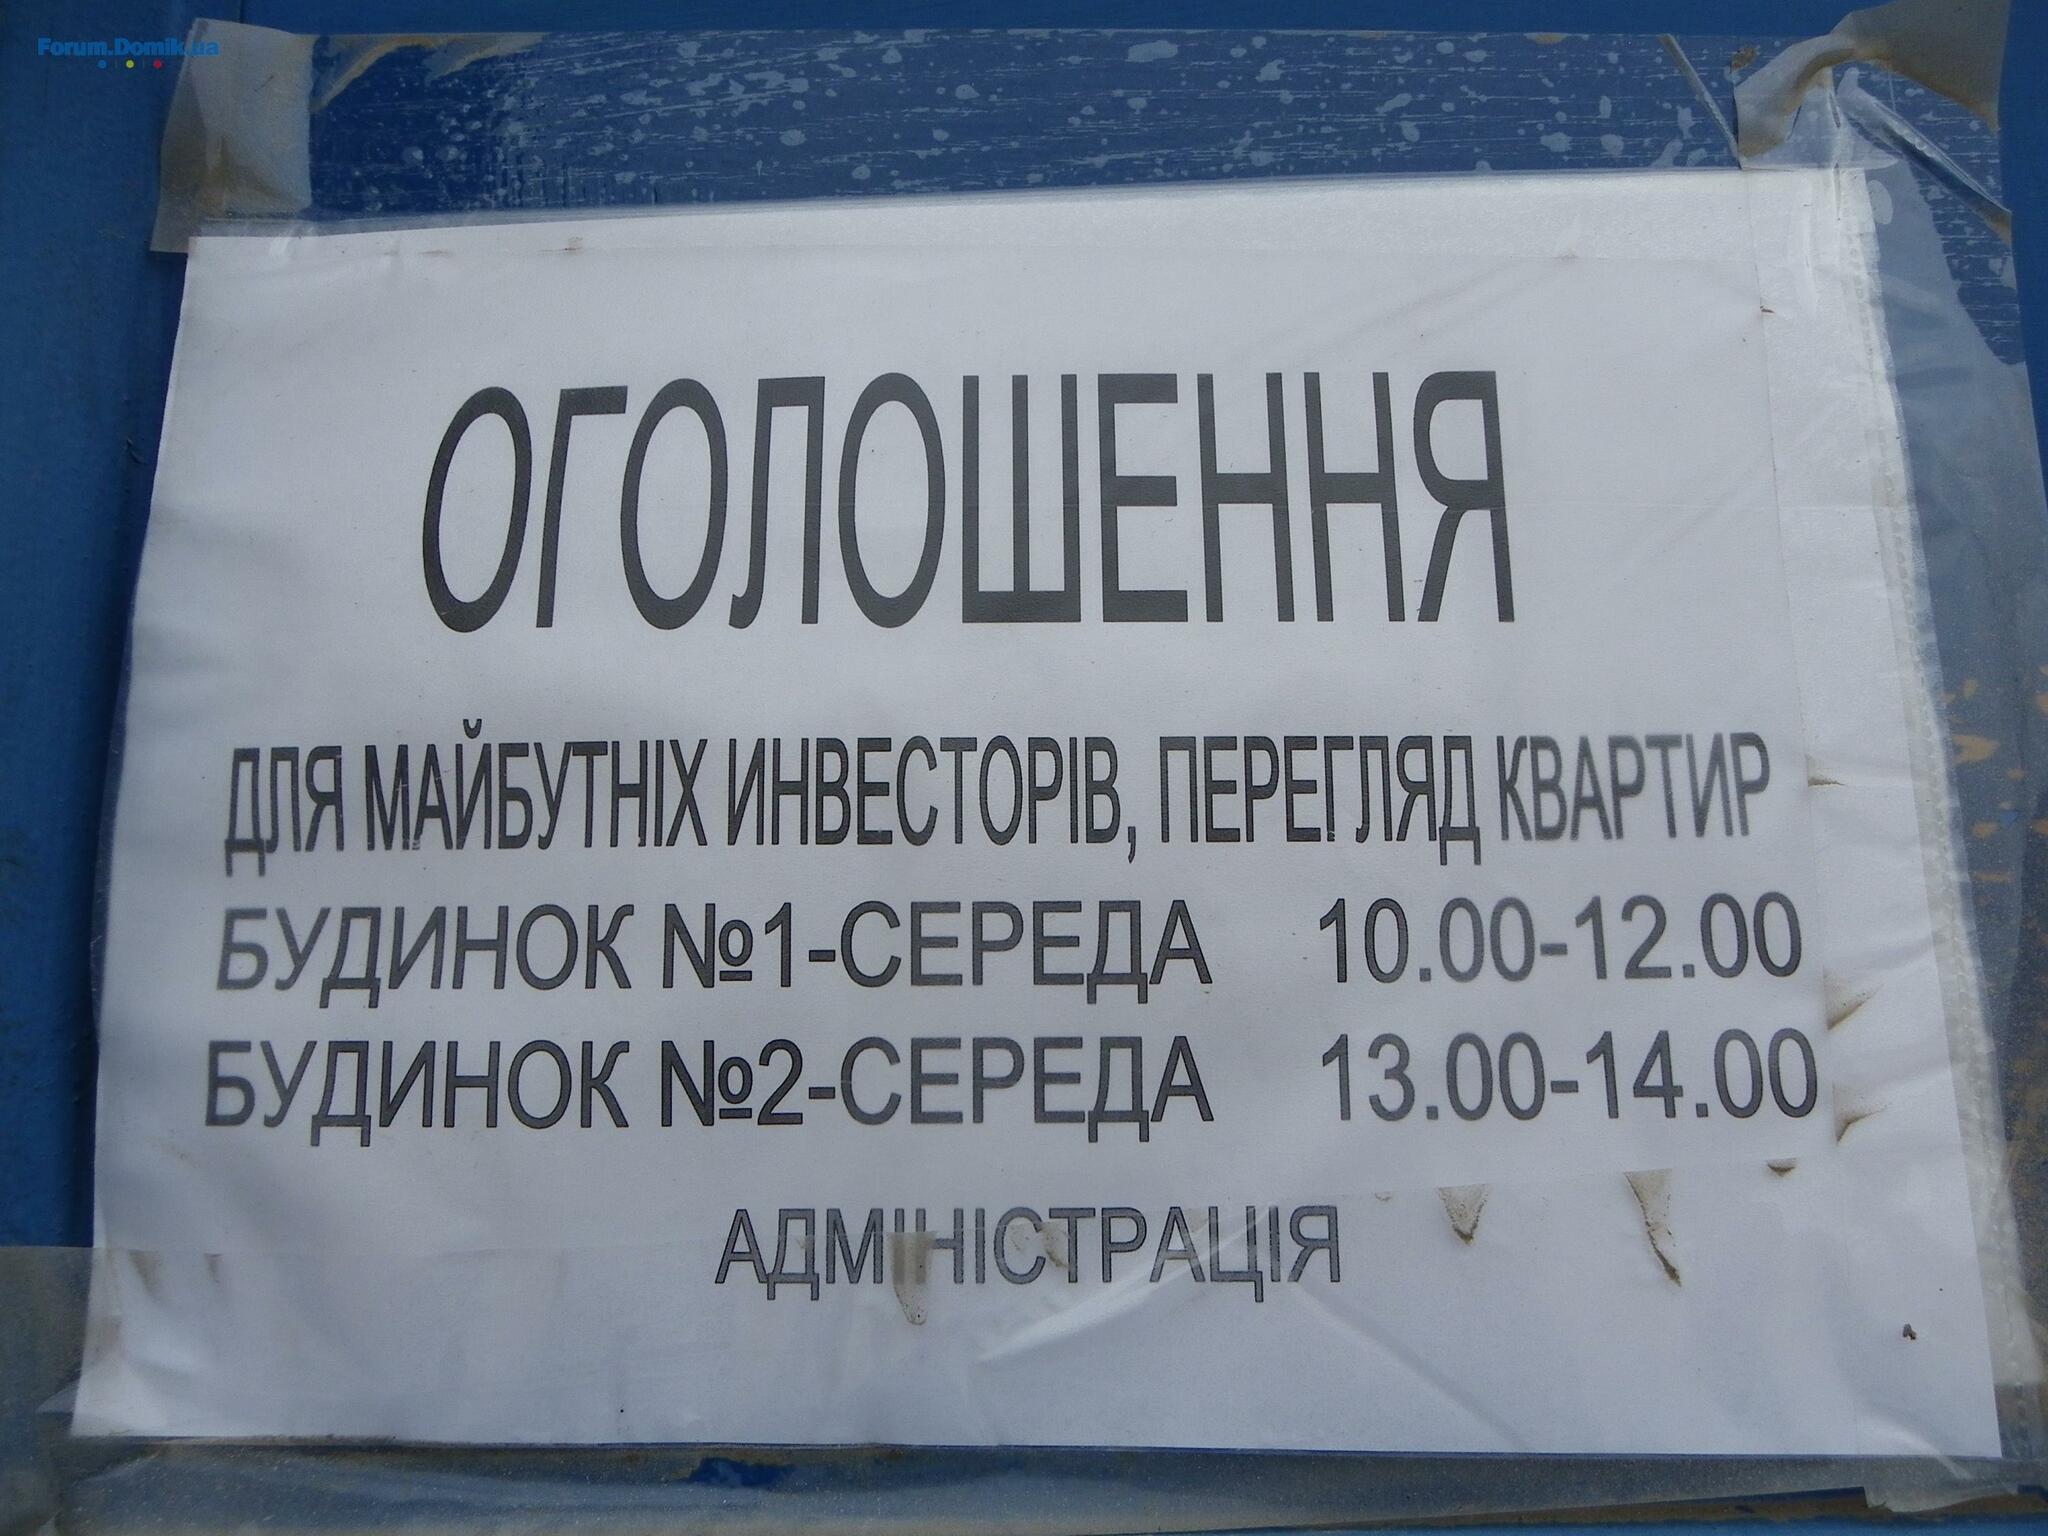 Forum.Domik.ua
ОГОЛОШЕННЯ
ДЛЯ МАЙБУТНІХ ИНВЕСТОРІВ, ПЕРЕГЛЯД КВАРТИР
БУДИНОК №1-СЕРЕДА 10.00-12.00
БУДИНОК №2-СЕРЕДА 13.00-14.00
АДМІНІСТРАЦІЯ